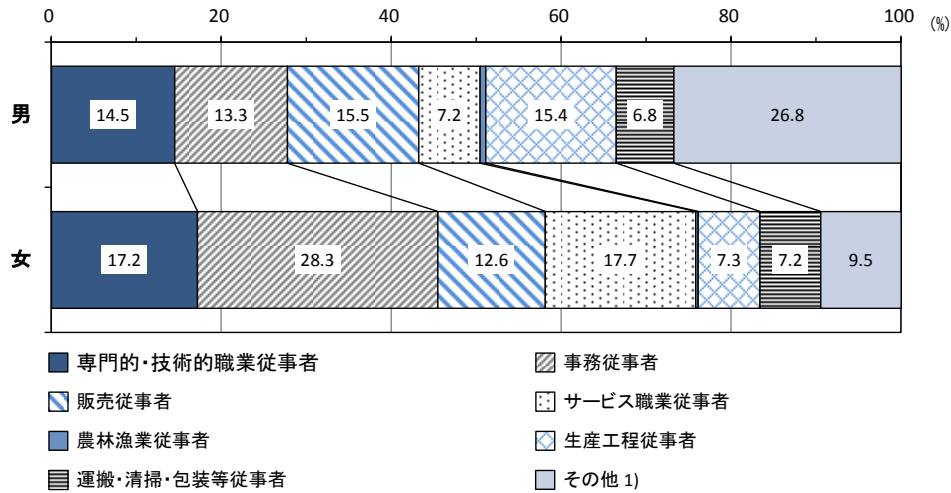 0 20 40 60 80 100
(%)
男 14.5 13.3 15.5 7.2 15.4 6.8 26.8
女 17.2 28.3 12.6 17.7 7.3 7.2 9.5
専門的・技術的職業従事者 事務従事者
販売従事者 サービス職業従事者
農林漁業従事者 生産工程従事者
運搬・清掃・包装等従事者 その他 1)